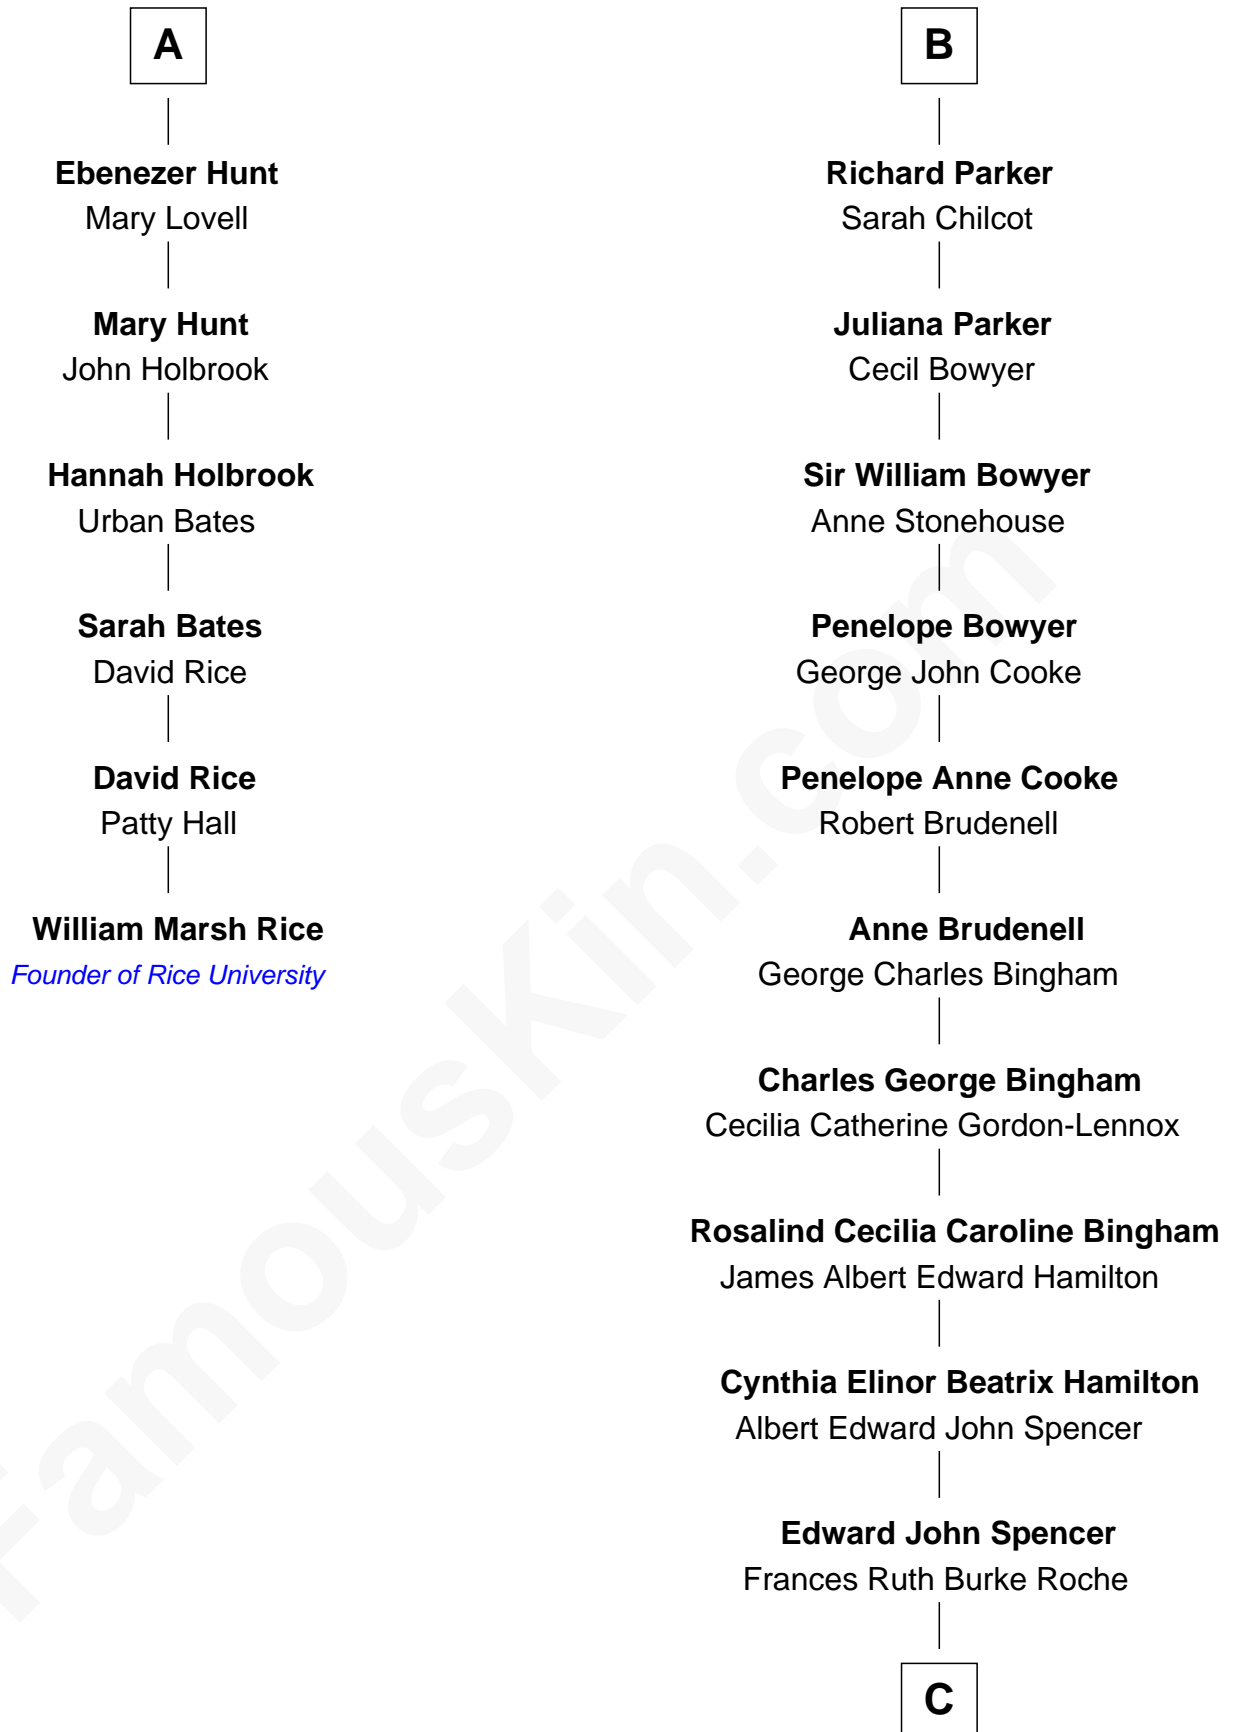 A
Ebenezer Hunt
Mary Lovell
Mary Hunt
John Holbrook
Hannah Holbrook
Urban Bates
Sarah Bates
David Rice
David Rice
Patty Hall
William Marsh Rice
Founder of Rice University
B
Richard Parker
Sarah Chilcot
Juliana Parker
Cecil Bowyer
Sir William Bowyer
Anne Stonehouse
Penelope Bowyer
George John Cooke
Penelope Anne Cooke
Robert Brudenell
Anne Brudenell
George Charles Bingham
Charles George Bingham
Cecilia Catherine Gordon-Lennox
Rosalind Cecilia Caroline Bingham
James Albert Edward Hamilton
Cynthia Elinor Beatrix Hamilton
Albert Edward John Spencer
Edward John Spencer
Frances Ruth Burke Roche
C
FamousKin.com